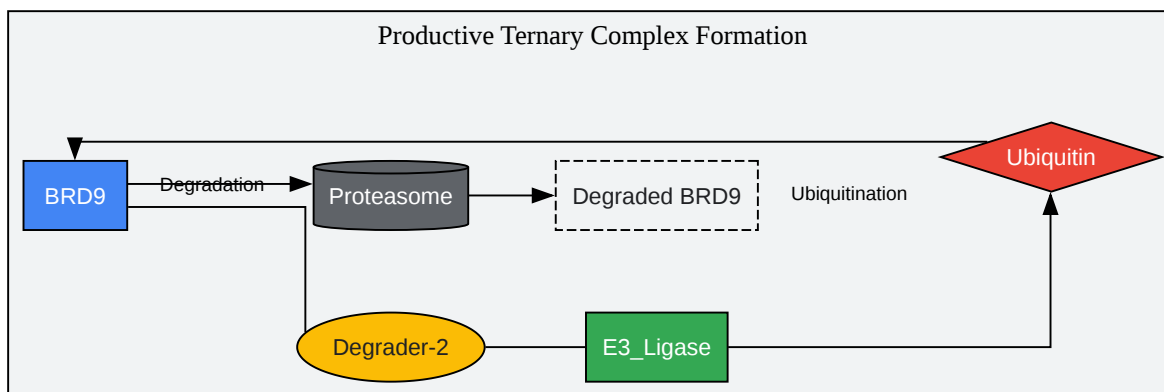 Productive Ternary Complex Formation
Ubiquitin
BRD9
Degradation
Proteasome
Degraded BRD9
Ubiquitination
Degrader-2
E3_Ligase